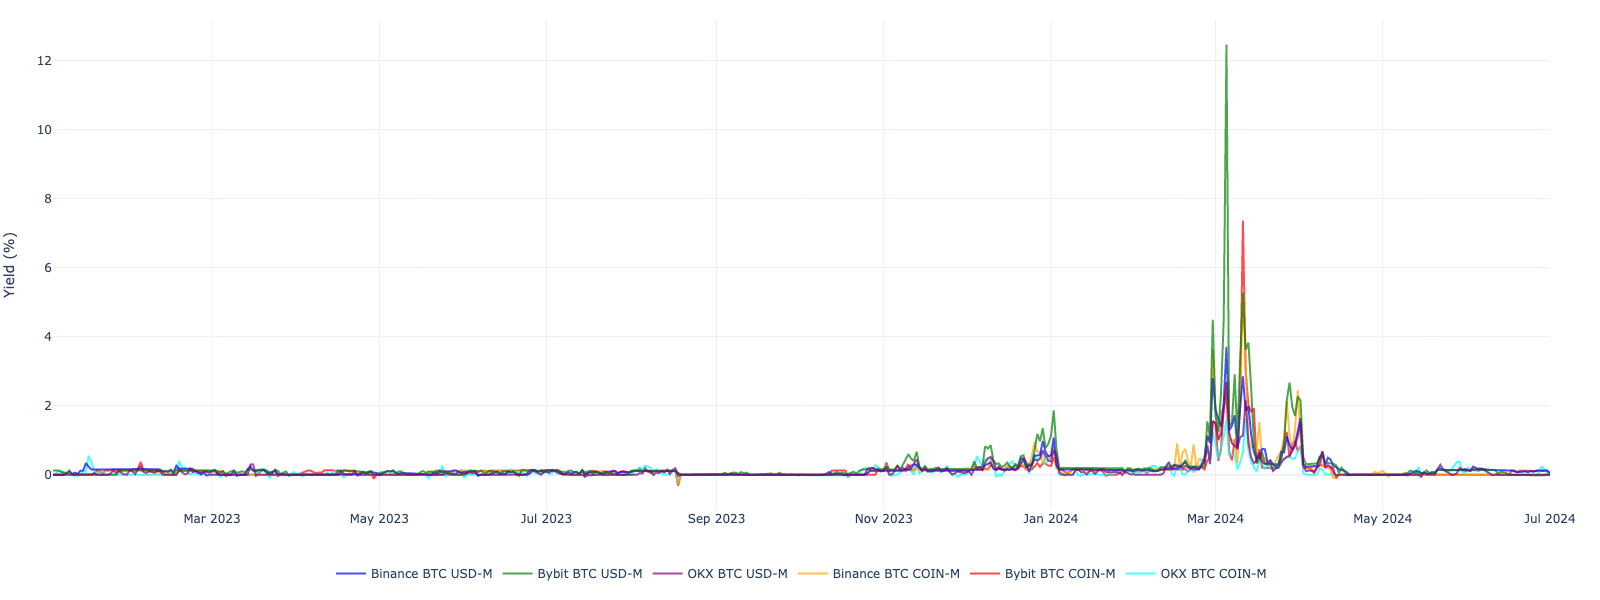 Yield (%)
12
10
8
6
4
2
0
Mar 2023
May 2023
Jul 2023
Sep 2023
Nov 2023
Jan 2024
Mar 2024
May 2024
Jul 2024
Binance BTC USD-M
Bybit BTC USD-M
OKX BTC USD-M
Binance BTC COIN-M
Bybit BTC COIN-M
OKX BTC COIN-M